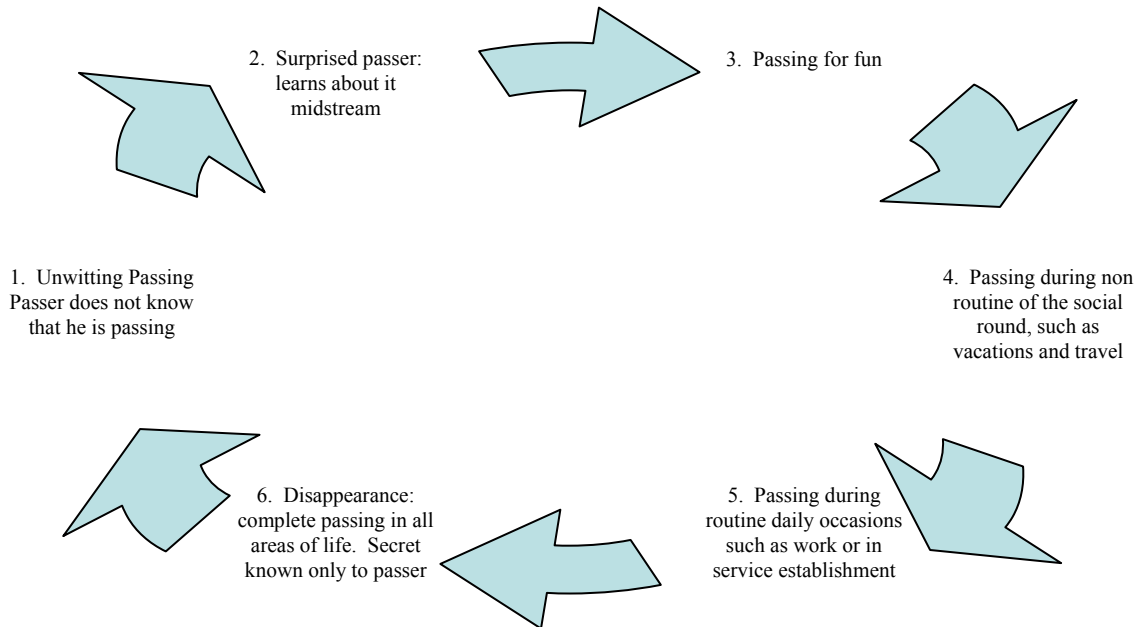 1. Unwitting Passing
Passer does not know
that he is passing
2. Surprised passer:
learns about it
midstream
3. Passing for fun
4. Passing during non
routine of the social
round, such as
vacations and travel
5. Passing during
routine daily occasions
such as work or in
service establishment
6. Disappearance:
complete passing in all
areas of life. Secret
known only to passer